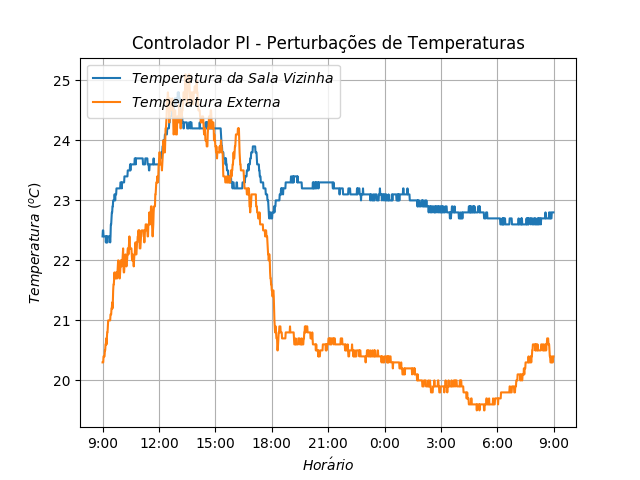 Controlador PI - Perturbações de Temperaturas
Temperatura da Sala Vizinha
Temperatura Externa
25
24
23
22
21
20
Temperatura (ºC)
9:00 12:00 15:00 18:00 21:00 0:00 3:00 6:00 9:00
Horário